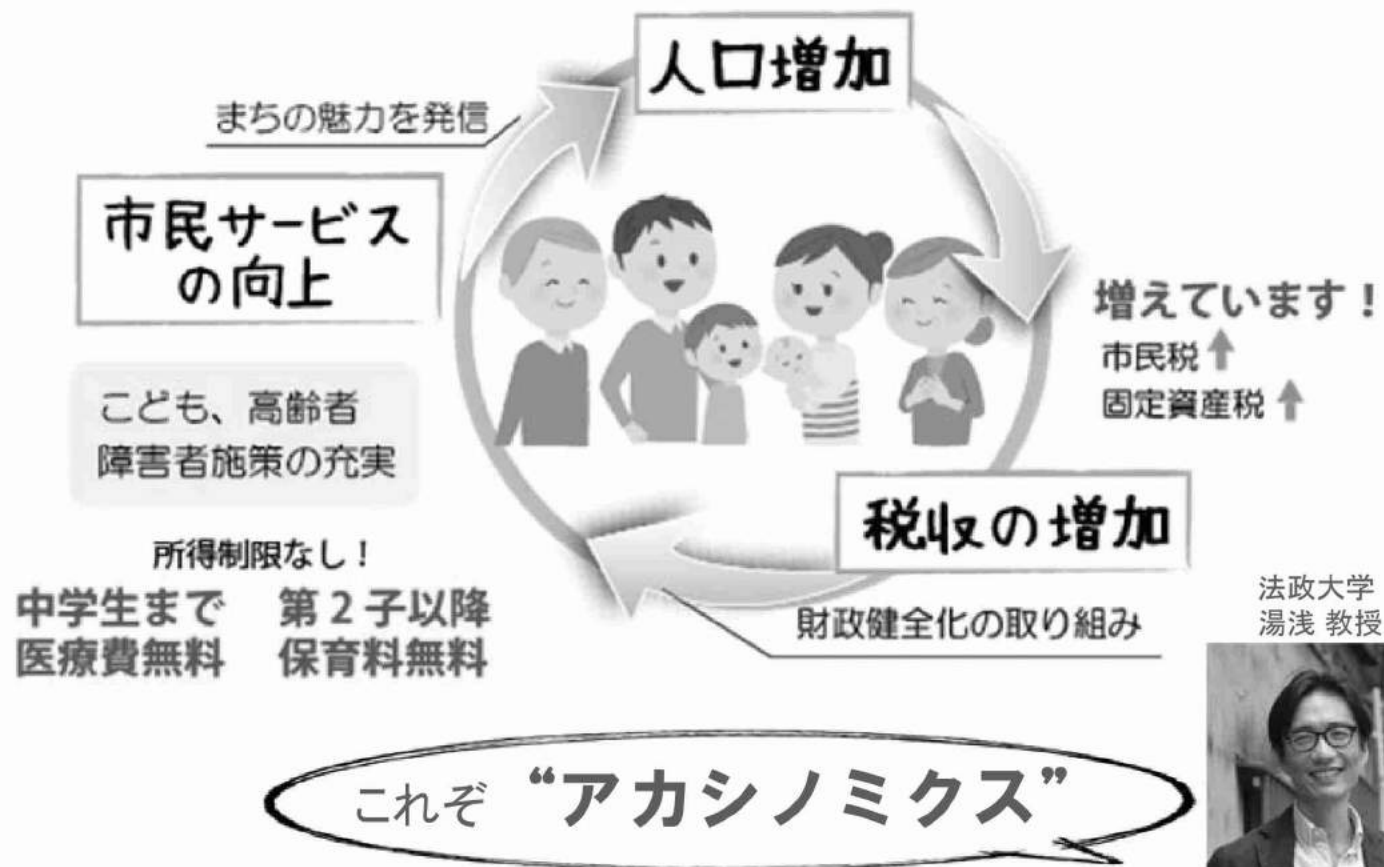 人口増加
まちの魅力を発信
市民サービス
の向上
増えています！
市民税↑
固定資産税↑
こども、高齢者
障害者施策の充実
税収の増加
所得制限なし！
中学生まで 第２子以降
医療費無料 保育料無料
財政健全化の取り組み
法政大学
湯浅 教授
これぞ “アカシノミクス”